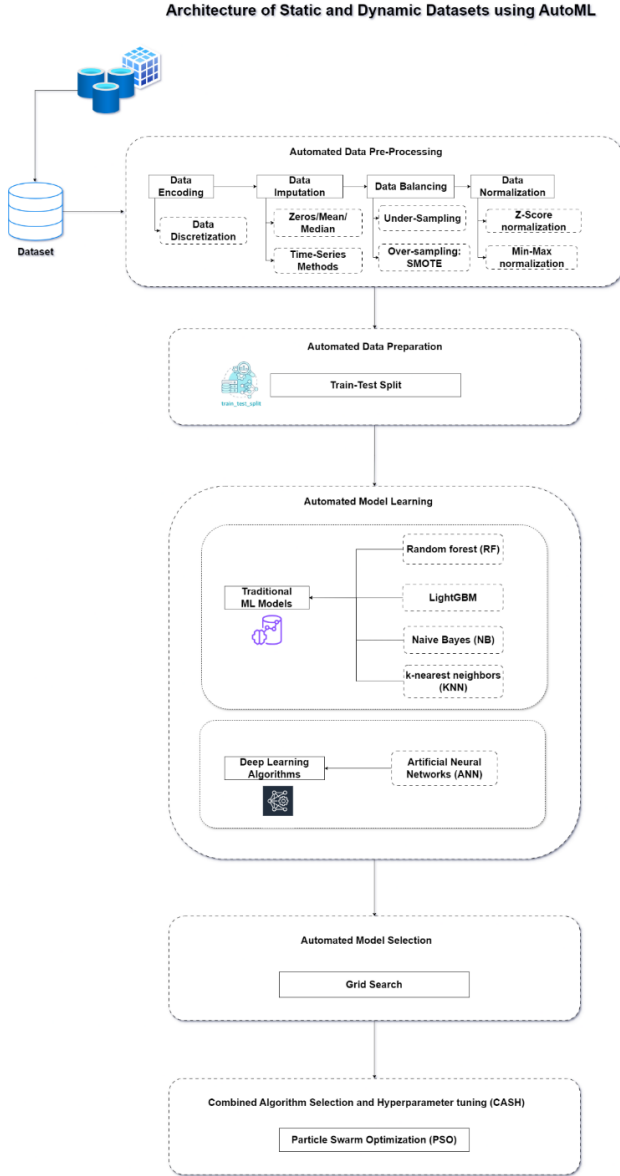 Architecture of Static and Dynamic Datasets using AutoML
Automated Data Pre-Processing
Data
Encoding
Data
Imputation
Data Balancing
Data
Normalization
Data
Discretization
Zeros/Mean/
Median
Under-Sampling
Z-Score
normalization
Time-Series
Methods
Over-sampling:
SMOTE
Min-Max
normalization
Dataset
Automated Data Preparation
Train-Test Split
train_test_split
Automated Model Learning
Random forest (RF)
Traditional
ML Models
LightGBM
Naive Bayes (NB)
k-nearest neighbors
(KNN)
Deep Learning
Algorithms
Artificial Neural
Networks (ANN)
Automated Model Selection
Grid Search
Combined Algorithm Selection and Hyperparameter tuning (CASH)
Particle Swarm Optimization (PSO)